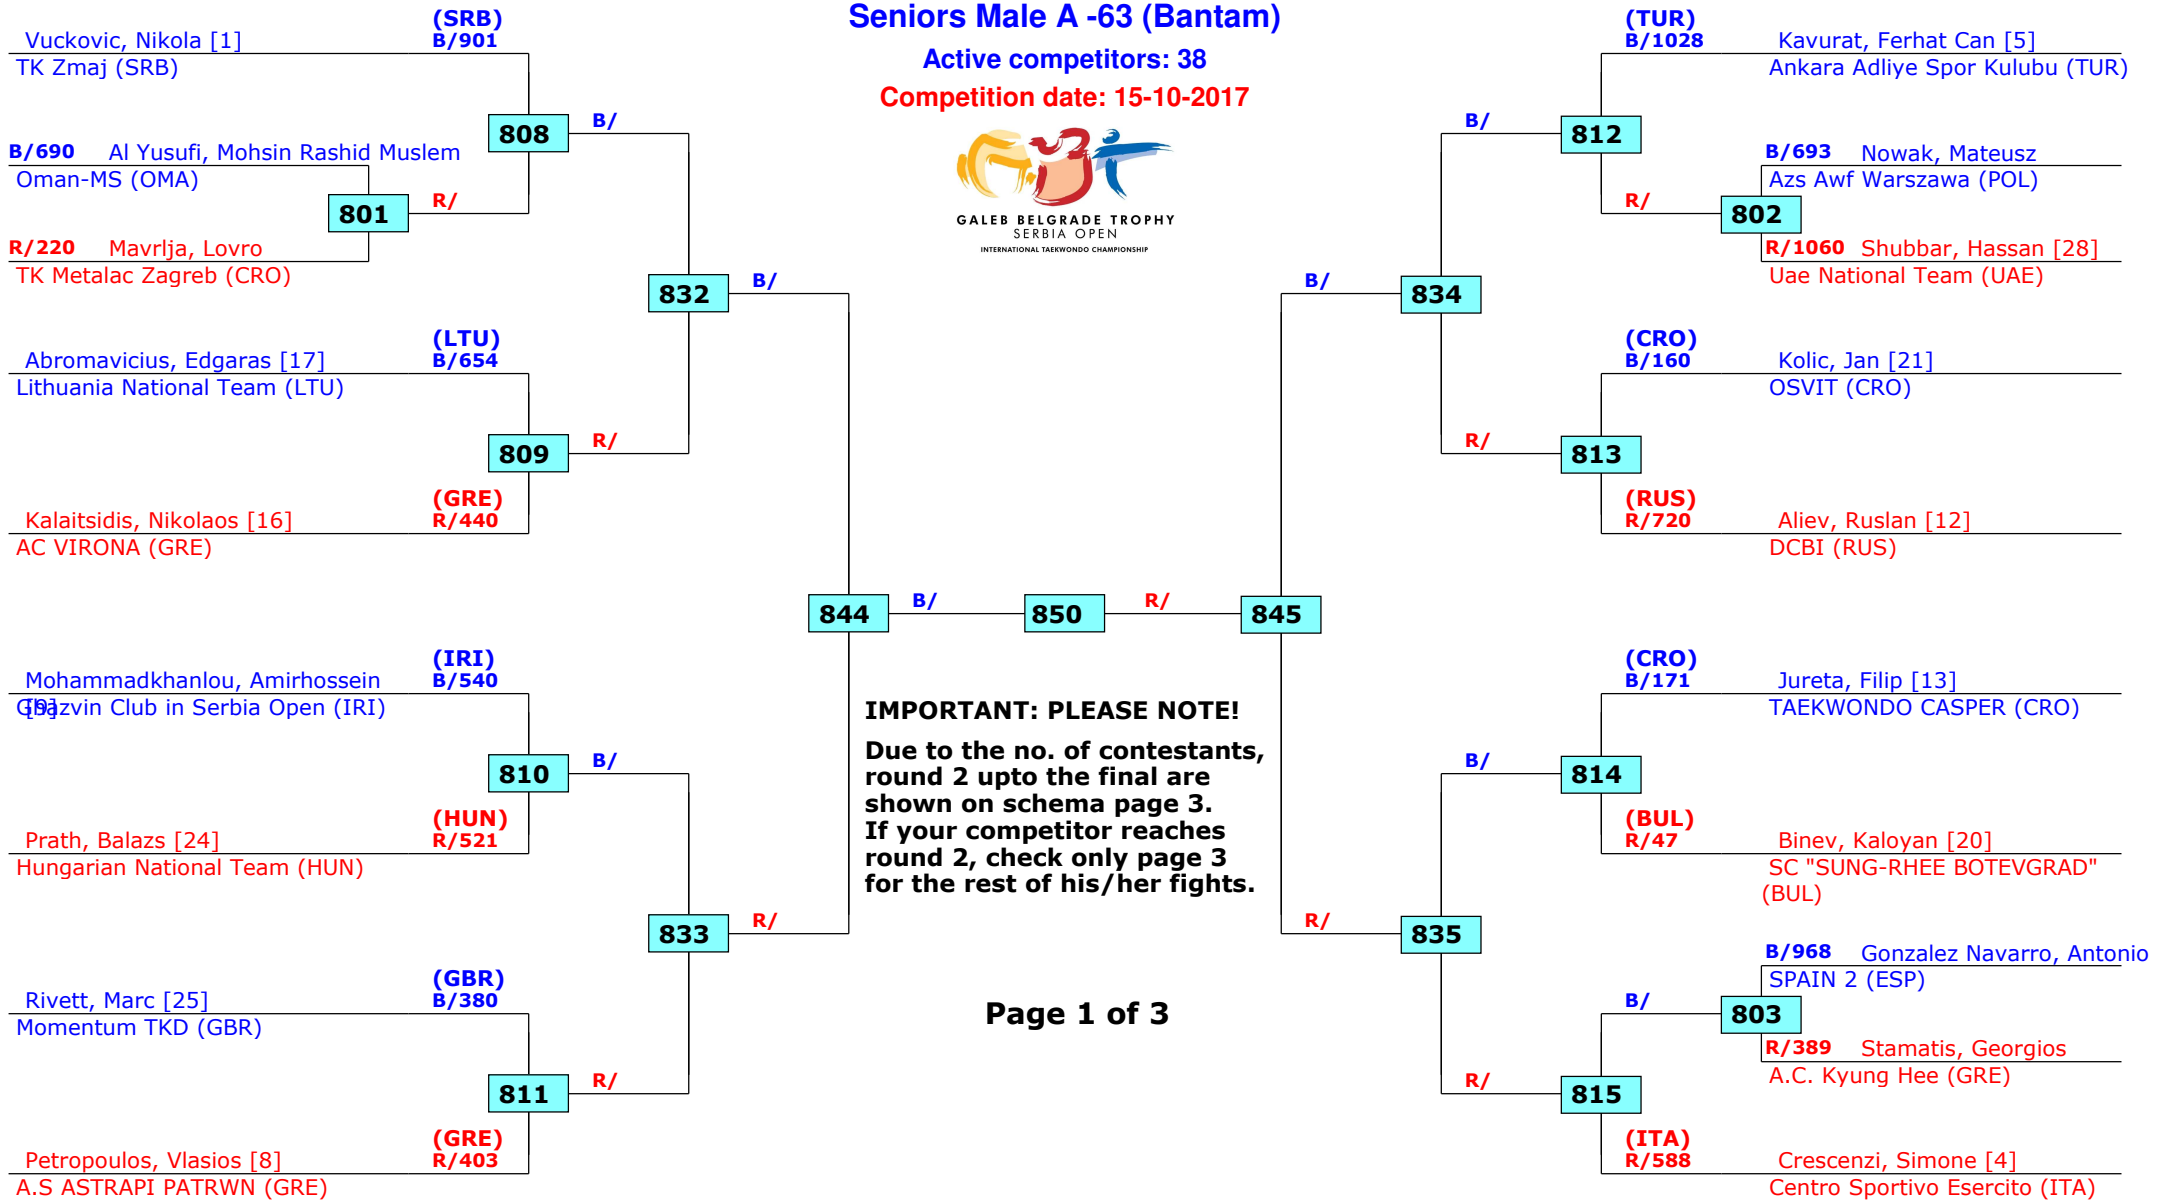 Seniors Male A -63 (Bantam)
Active competitors: 38
Competition date: 15-10-2017
GALEB BELGRADE TROPHY
SERBIA OPEN
INTERNATIONAL TAEKWONDO CHAMPIONSHIP
(SRB)
Vuckovic, Nikola [1] B/901
TK Zmaj (SRB)
808 B/
B/690 Al Yusufi, Mohsin Rashid Muslem
Oman-MS (OMA)
801 R/
R/220 Mavrlja, Lovro
TK Metalac Zagreb (CRO)
832 B/
(LTU)
Abromavicius, Edgaras [17] B/654
Lithuania National Team (LTU)
809 R/
(GRE)
Kalaitsidis, Nikolaos [16] R/440
AC VIRONA (GRE)
844 B/ 850 R/ 845
(IRI)
Mohammadkhanlou, Amirhossein B/540
[9]
Ghazvin Club in Serbia Open (IRI)
810 B/
(HUN)
Prath, Balazs [24] R/521
Hungarian National Team (HUN)
833 R/
(GBR)
Rivett, Marc [25] B/380
Momentum TKD (GBR)
811 R/
(GRE)
Petropoulos, Vlasios [8] R/403
A.S ASTRAPI PATRWN (GRE)
IMPORTANT: PLEASE NOTE!
Due to the no. of contestants,
round 2 upto the final are
shown on schema page 3.
If your competitor reaches
round 2, check only page 3
for the rest of his/her fights.
Page 1 of 3
(TUR)
B/1028 Kavurat, Ferhat Can [5]
Ankara Adliye Spor Kulubu (TUR)
B/ 812
B/693 Nowak, Mateusz
Azs Awf Warszawa (POL)
R/ 802
R/1060 Shubbar, Hassan [28]
Uae National Team (UAE)
B/ 834
(CRO)
B/160 Kolic, Jan [21]
OSVIT (CRO)
R/ 813
(RUS)
R/720 Aliev, Ruslan [12]
DCBI (RUS)
(CRO)
B/171 Jureta, Filip [13]
TAEKWONDO CASPER (CRO)
B/ 814
(BUL)
R/47 Binev, Kaloyan [20]
SC "SUNG-RHEE BOTEVGRAD"
(BUL)
R/ 835
B/968 Gonzalez Navarro, Antonio
SPAIN 2 (ESP)
B/ 803
R/389 Stamatis, Georgios
A.C. Kyung Hee (GRE)
R/ 815
(ITA)
R/588 Crescenzi, Simone [4]
Centro Sportivo Esercito (ITA)